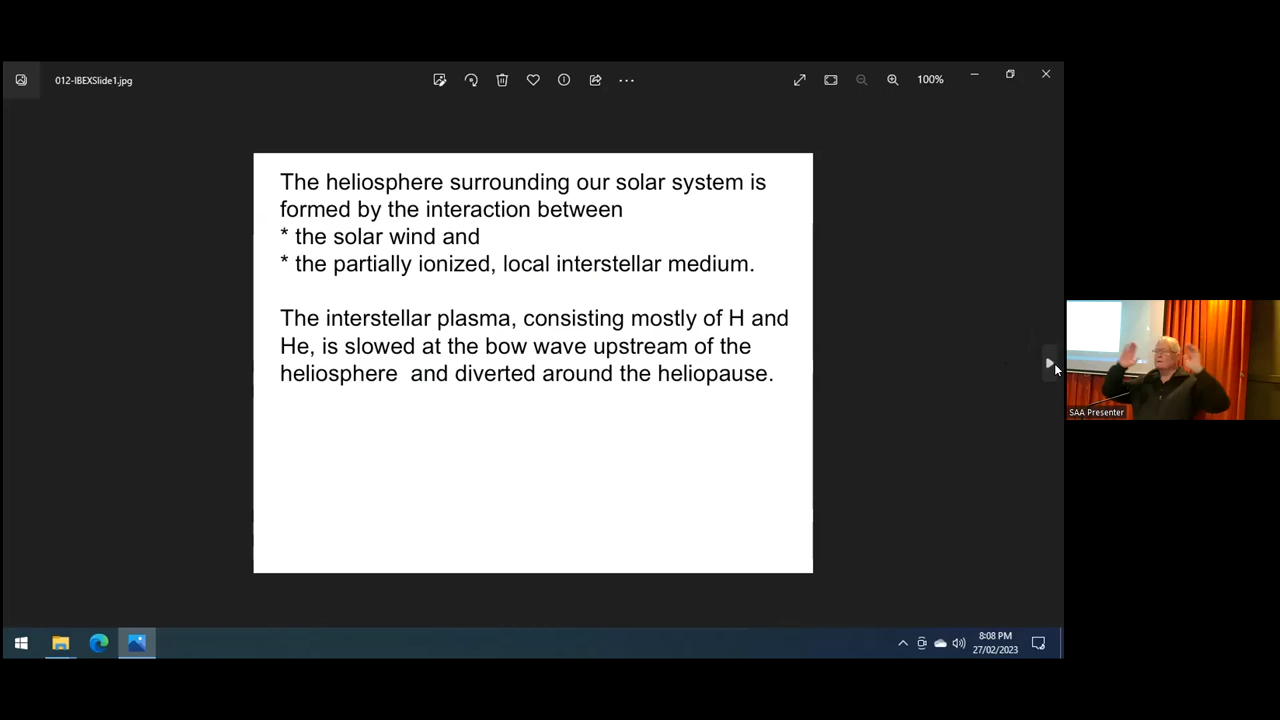 012-IBEXSlide1.jpg
100%
The heliosphere surrounding our solar system is
formed by the interaction between
* the solar wind and
* the partially ionized, local interstellar medium.
The interstellar plasma, consisting mostly of H and
He, is slowed at the bow wave upstream of the
heliosphere  and diverted around the heliopause.
SAA Presenter
8:08 PM
27/02/2023